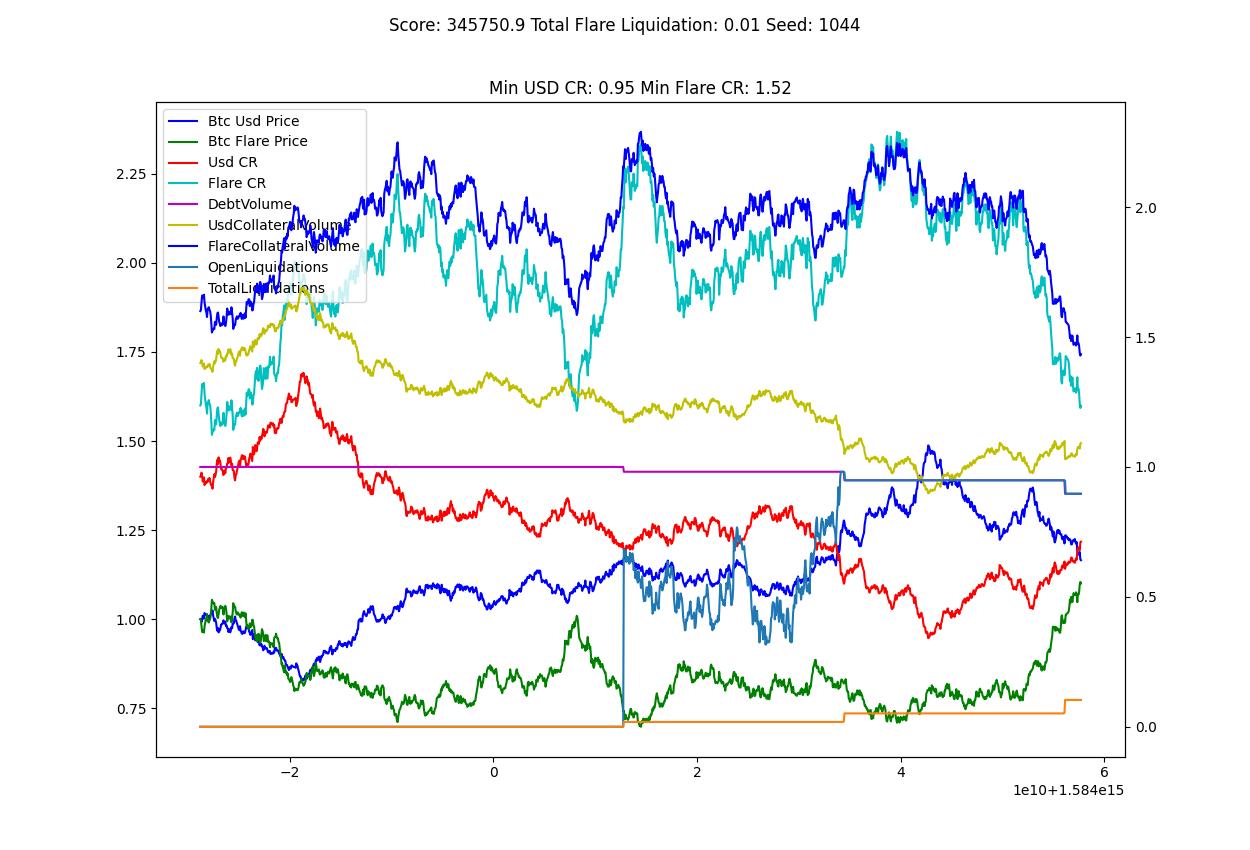 Score: 345750.9 Total Flare Liquidation: 0.01 Seed: 1044
Min USD CR: 0.95 Min Flare CR: 1.52
Btc Usd Price
Btc Flare Price
Usd CR
Flare CR
DebtVolume
UsdCollateralVolume
FlareCollateralVolume
OpenLiquidations
TotalLiquidations
2.25
2.00
1.75
1.50
1.25
1.00
0.75
2.0
1.5
1.0
0.5
0.0
−2
0
2
4
6
1e10+1.584e15